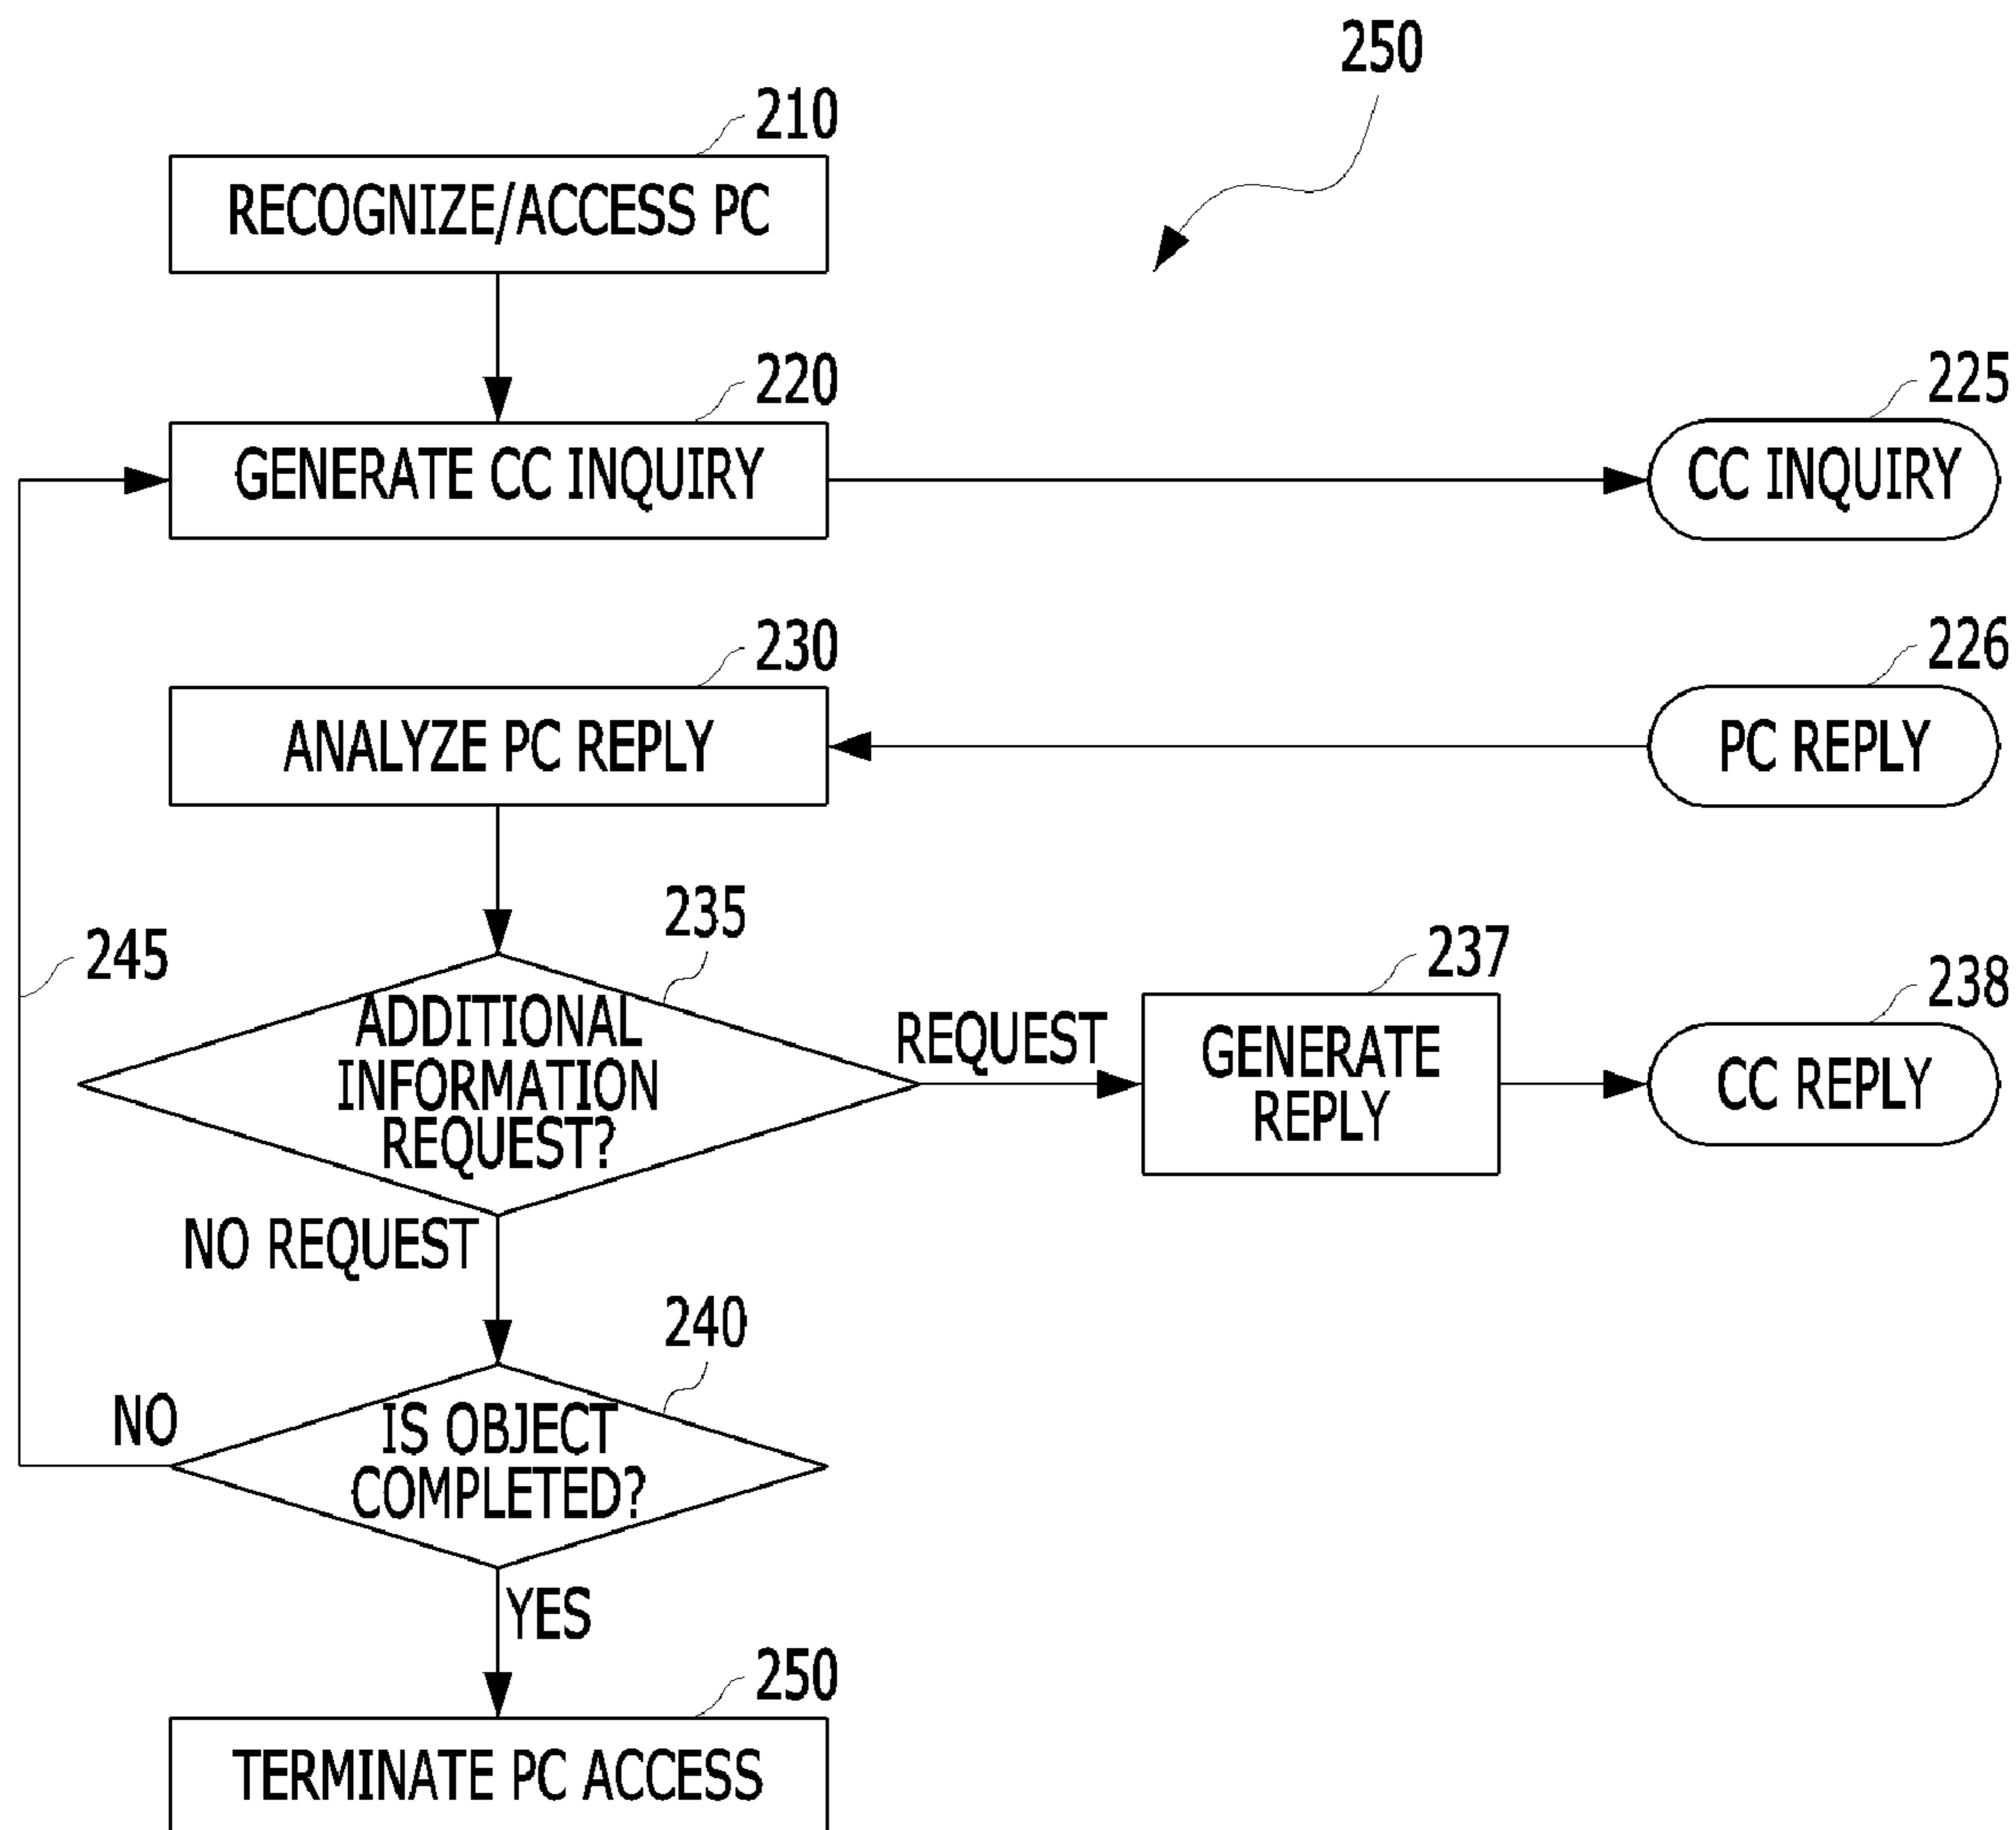 250
210
RECOGNIZE/ACCESS PC
220
GENERATE CC INQUIRY
225
CC INQUIRY
230
ANALYZE PC REPLY
226
PC REPLY
245
235
ADDITIONAL
INFORMATION
REQUEST?
REQUEST
237
GENERATE
REPLY
238
CC REPLY
NO REQUEST
240
NO
IS OBJECT
COMPLETED?
YES
250
TERMINATE PC ACCESS